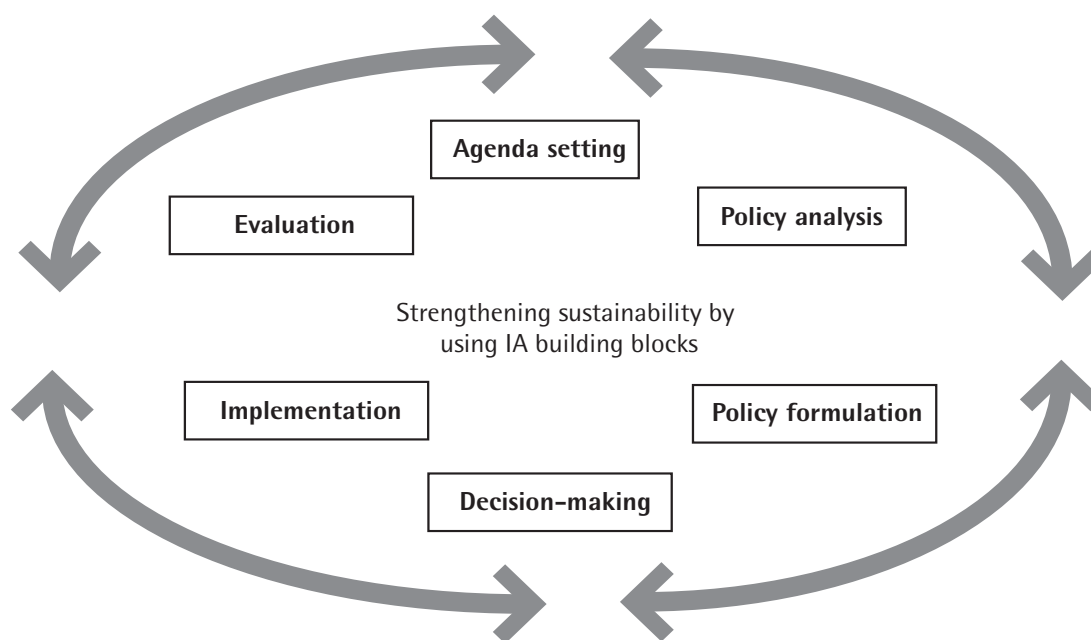 Agenda setting
Evaluation
Policy analysis
Strengthening sustainability by
using IA building blocks
Implementation
Policy formulation
Decision-making